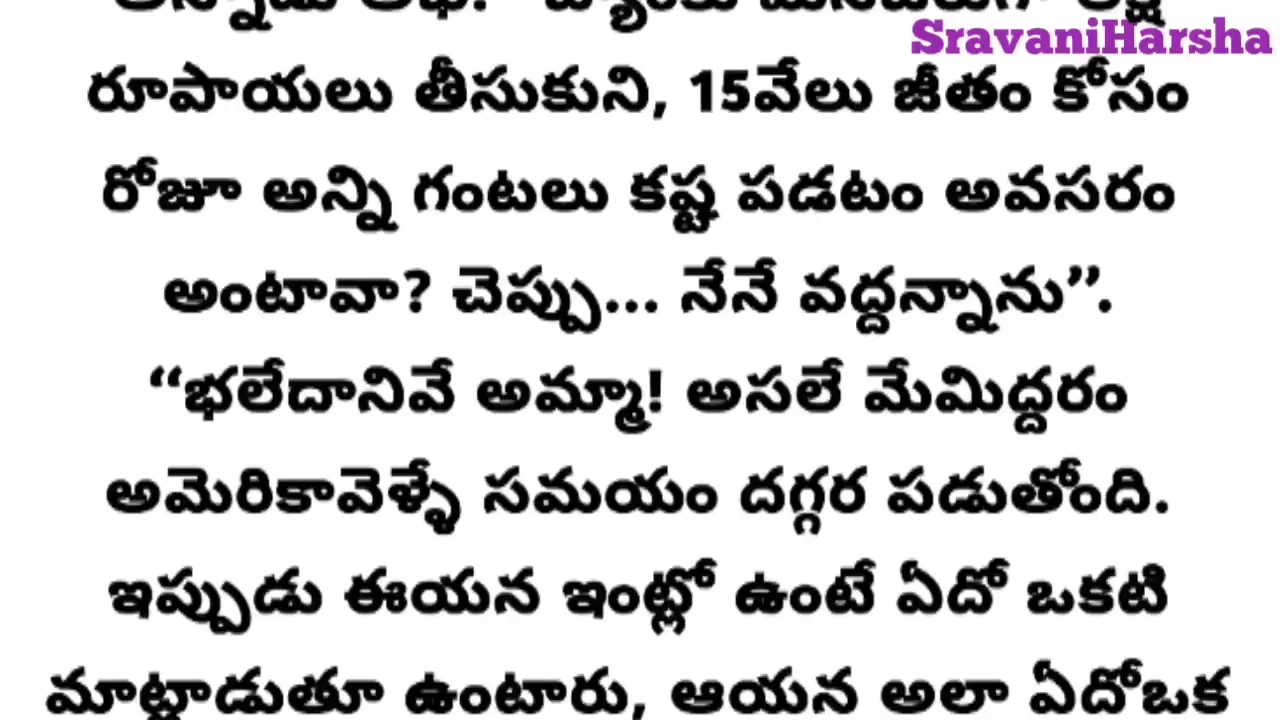 SravaniHarsha
రూపాయలు తీసుకుని, 15వేలు జీతం కోసం
రోజూ అన్ని గంటలు కష్ట పడటం అవసరం
అంటావా? చెప్పు... నేనే వద్దన్నాను”.
“భలేదానివే అమ్మా! అసలే మేమిద్దరం
అమెరికావెళ్ళే సమయం దగ్గర పడుతోంది.
ఇప్పుడు ఈయన ఇంట్లో ఉంటే ఏదో ఒకటి
మాట్లాడుతూ ఉంటారు, ఆయన అలా ఏదోఒక